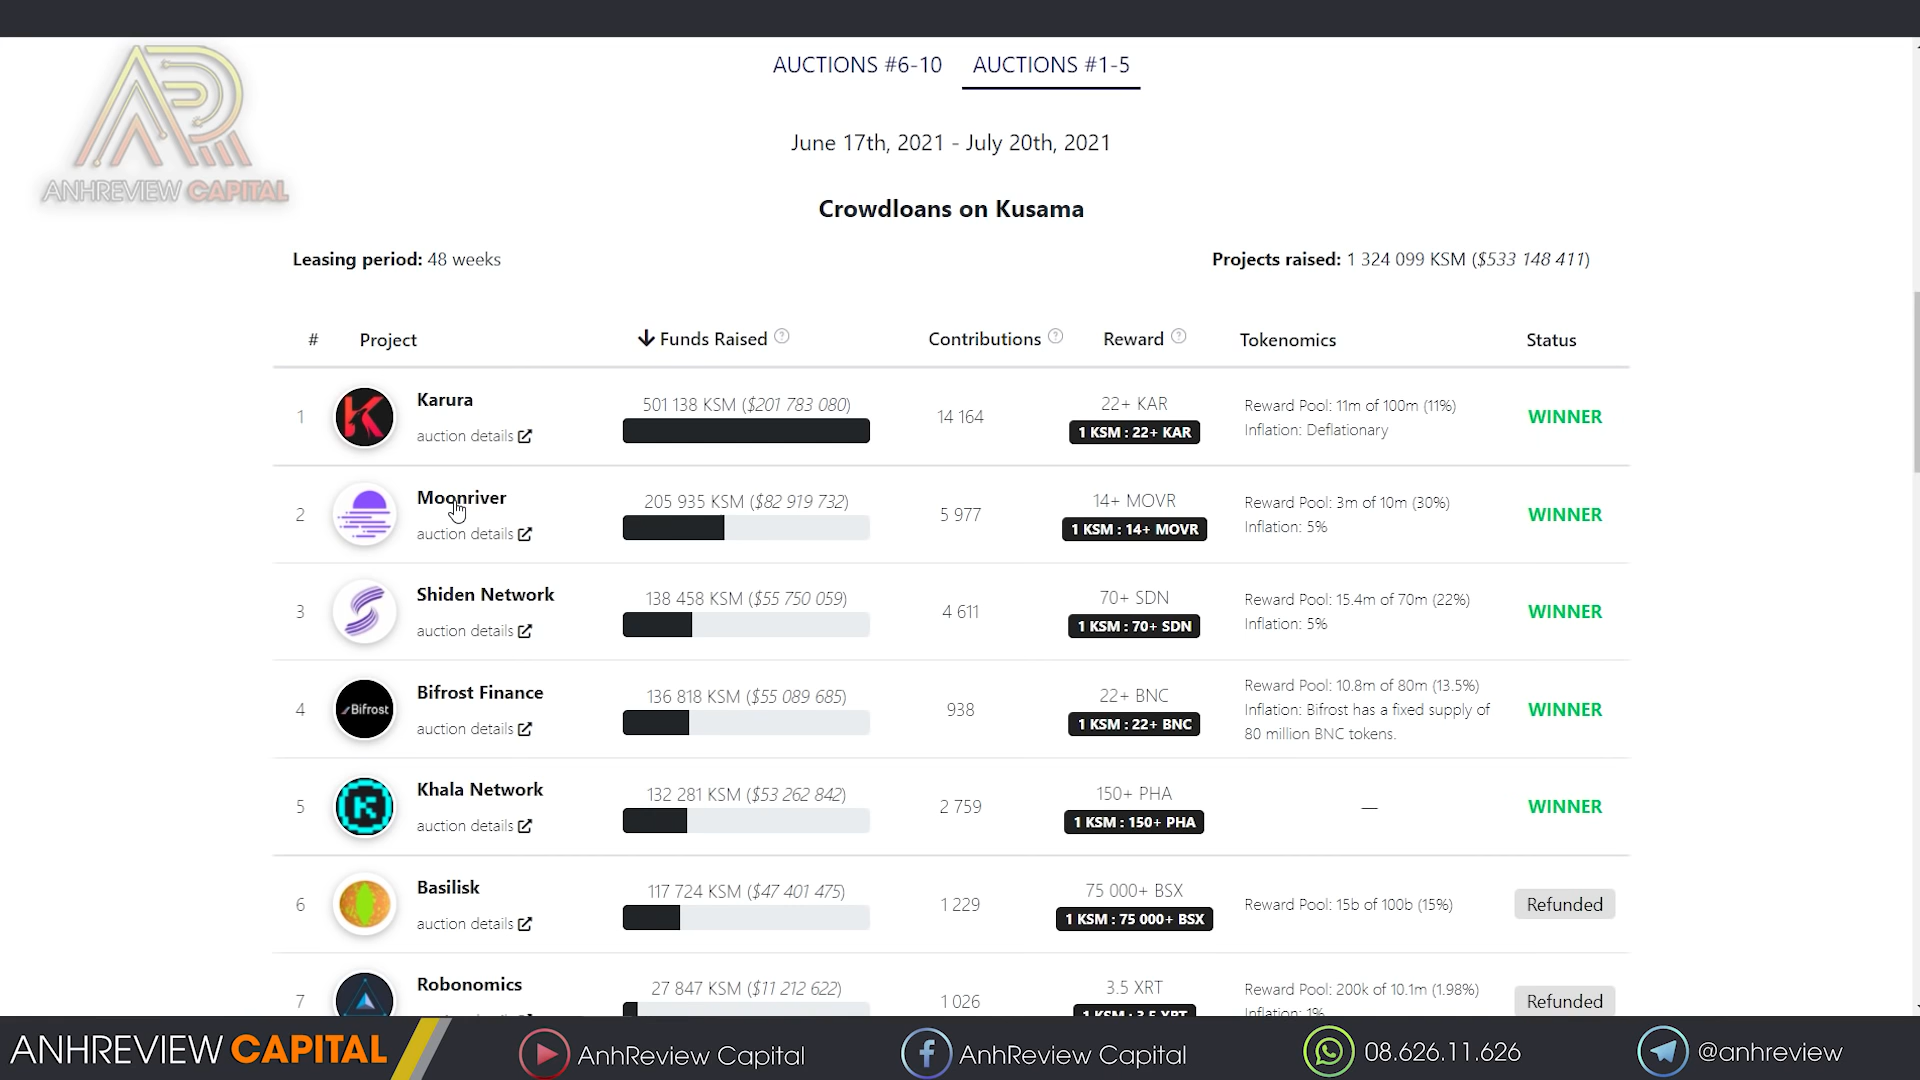 ANHREVIEW CAPITAL
AUCTIONS #6-10 AUCTIONS #1-5
June 17th, 2021 - July 20th, 2021
Crowdloans on Kusama
Leasing period: 48 weeks Projects raised: 1 324 099 KSM ($533 148 411)
# Project Funds Raised Contributions Reward Tokenomics Status
1 Karura auction details 501 138 KSM ($201 783 080) 14 164 22+ KAR 1 KSM : 22+ KAR Reward Pool: 11m of 100m (11%) Inflation: Deflationary WINNER
2 Moonriver auction details 205 935 KSM ($82 919 732) 5 977 14+ MOVR 1 KSM : 14+ MOVR Reward Pool: 3m of 10m (30%) Inflation: 5% WINNER
3 Shiden Network auction details 138 458 KSM ($55 750 059) 4 611 70+ SDN 1 KSM : 70+ SDN Reward Pool: 15.4m of 70m (22%) Inflation: 5% WINNER
4 Bifrost Bifrost Finance auction details 136 818 KSM ($55 089 685) 938 22+ BNC 1 KSM : 22+ BNC Reward Pool: 10.8m of 80m (13.5%) Inflation: Bifrost has a fixed supply of 80 million BNC tokens. WINNER
5 Khala Network auction details 132 281 KSM ($53 262 842) 2 759 150+ PHA 1 KSM : 150+ PHA — WINNER
6 Basilisk auction details 117 724 KSM ($47 401 475) 1 229 75 000+ BSX 1 KSM : 75 000+ BSX Reward Pool: 15b of 100b (15%) Refunded
7 Robonomics 27 847 KSM ($11 212 622) 1 026 3.5 XRT 1 KSM : 3.5 XRT Reward Pool: 200k of 10.1m (1.98%) Inflation: 1% Refunded
ANHREVIEW CAPITAL AnhReview Capital AnhReview Capital 08.626.11.626 @anhreview